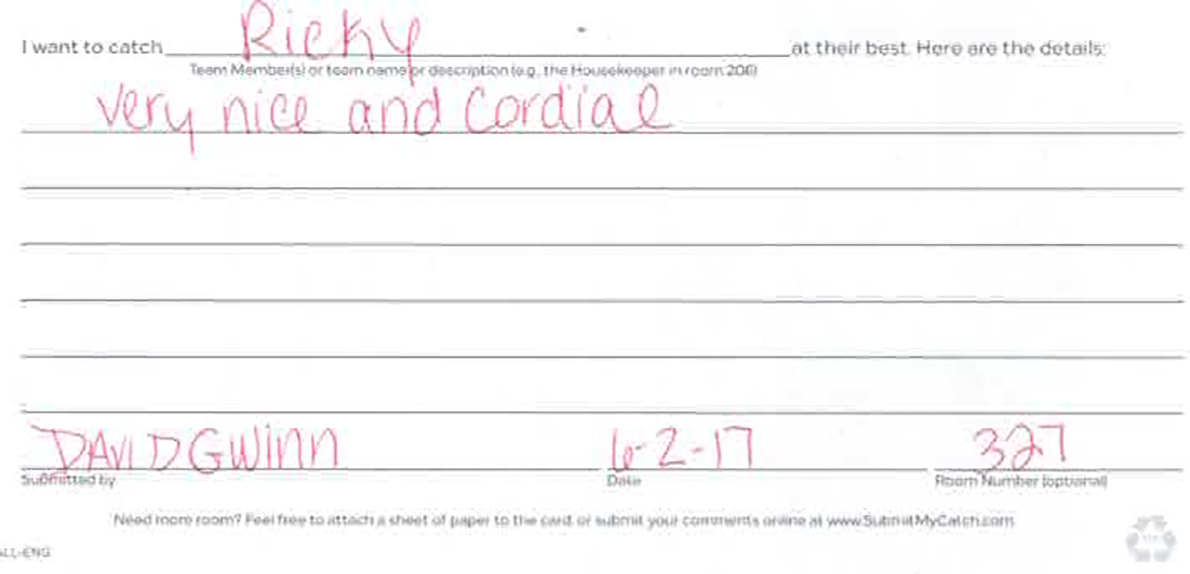 I want to catch Ricky at their best. Here are the details:
Team Member(s) or team name or description (e.g., the Housekeeper in room 206)
very nice and cordial
DAVID GWinn 6-2-17 327
Submitted by Date Room Number (optional)
Need more room? Feel free to attach a sheet of paper to the card or submit your comments online at www.SubmitMyCatch.com
ALL-ENG